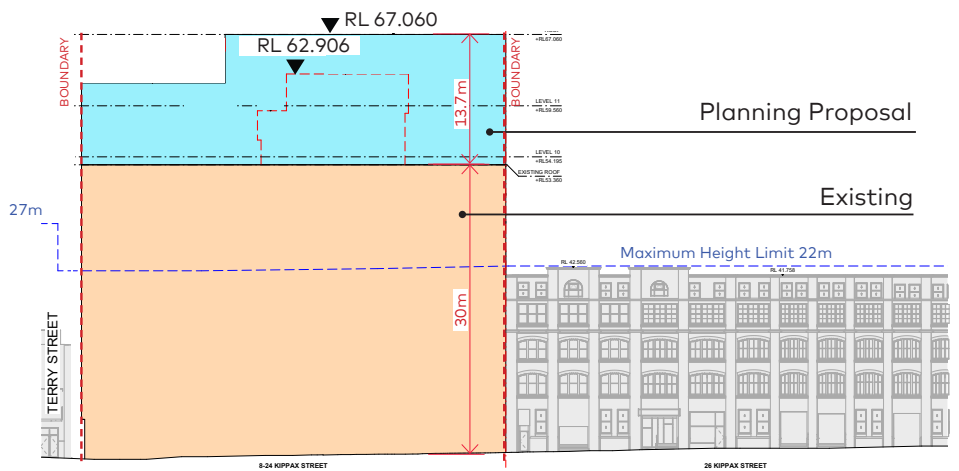 RL 67.060
RL 62.906
BOUNDARY
BOUNDARY
+RL67.060
13.7m
LEVEL 11
+RL59.560
Planning Proposal
LEVEL 10
+RL54.195
EXISTING ROOF
+RL53.360
Existing
27m
Maximum Height Limit 22m
RL 42.560
RL 41.758
30m
TERRY STREET
8-24 KIPPAX STREET
26 KIPPAX STREET